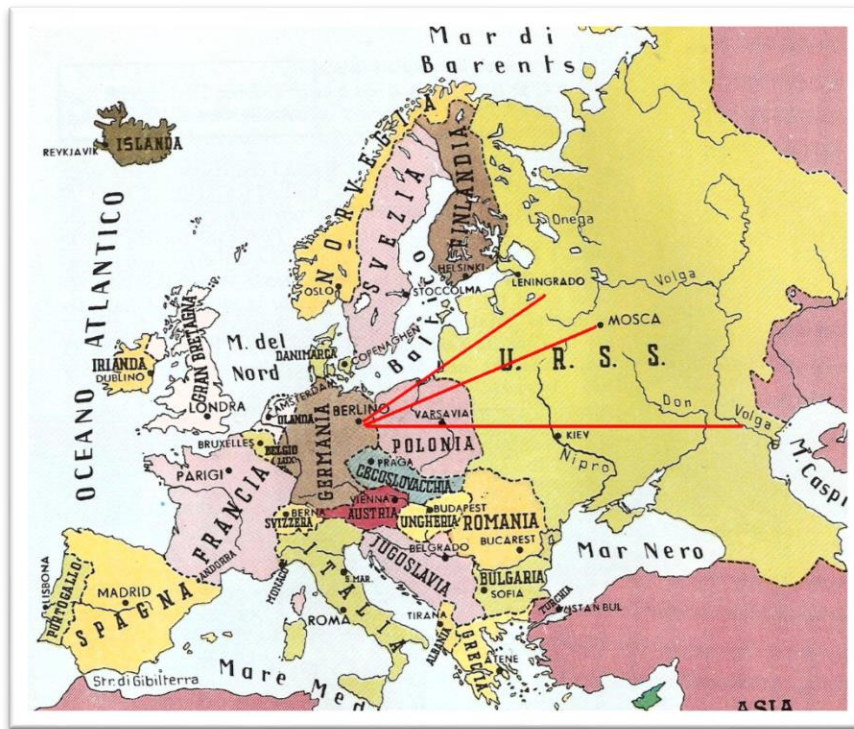 Mar di
Barents
REYKJAVIK
ISLANDA
OCEANO ATLANTICO
NORVEGIA
SVEZIA
FINLANDIA
L. Onega
HELSINKI
LENINGRADO
Volga
OSLO
STOCCOLMA
MOSCA
GRAN BRETAGNA
M. del
Nord
DANIMARCA
COPENAGHEN
Baltico
U. R. S. S.
IRLANDA
DUBLINO
AMSTERDAM
OLANDA
BERLINO
VARSAVIA
Don
Volga
LONDRA
BRUXELLES
BELGIO
(LUX.)
GERMANIA
POLONIA
KIEV
Nipro
M. Caspi
PARIGI
PRAGA
CECOSLOVACCHIA
FRANCIA
VIENNA
AUSTRIA
BERNA
SVIZZERA
BUDAPEST
UNGHERIA
ROMANIA
BUCAREST
Mar Nero
ANDORRA
MONACO
ITALIA
S. MAR.
BELGRADO
JUGOSLAVIA
BULGARIA
SOFIA
LISBONA
PORTOGALLO
MADRID
SPAGNA
ROMA
TIRANA
ALBANIA
TURCHIA
ISTANBUL
GRECIA
ATENE
Str. di Gibilterra
Mare Med
ASIA